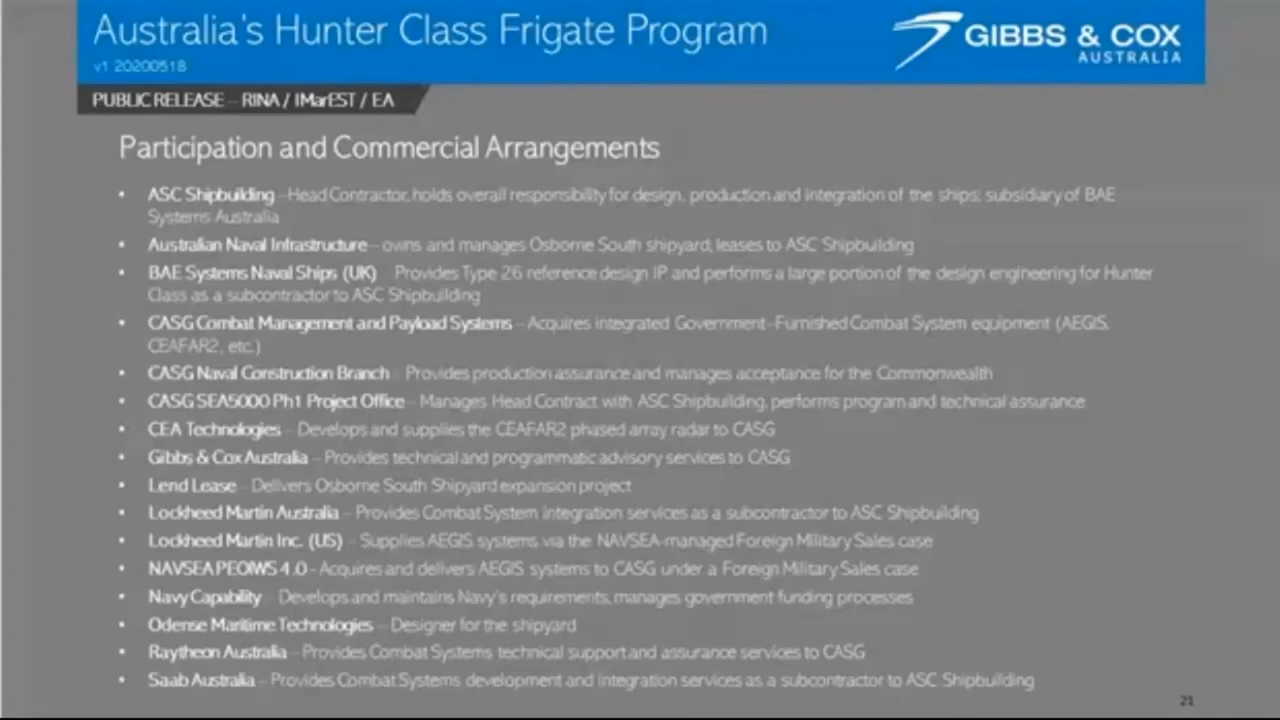 Australia's Hunter Class Frigate Program
v1 20200518
GIBBS & COX
AUSTRALIA
PUBLIC RELEASE – RINA / IMarEST / EA
Participation and Commercial Arrangements
• ASC Shipbuilding – Head Contractor, holds overall responsibility for design, production and integration of the ships; subsidiary of BAE
Systems Australia
• Australian Naval Infrastructure – owns and manages Osborne South shipyard; leases to ASC Shipbuilding
• BAE Systems Naval Ships (UK) – Provides Type 26 reference design IP and performs a large portion of the design engineering for Hunter
Class as a subcontractor to ASC Shipbuilding
• CASG Combat Management and Payload Systems – Acquires integrated Government-Furnished Combat System equipment (AEGIS,
CEAFAR2, etc.)
• CASG Naval Construction Branch – Provides production assurance and manages acceptance for the Commonwealth
• CASG SEA5000 Ph1 Project Office – Manages Head Contract with ASC Shipbuilding, performs program and technical assurance
• CEA Technologies – Develops and supplies the CEAFAR2 phased array radar to CASG
• Gibbs & Cox Australia – Provides technical and programmatic advisory services to CASG
• Lend Lease – Delivers Osborne South Shipyard expansion project
• Lockheed Martin Australia – Provides Combat System Integration services as a subcontractor to ASC Shipbuilding
• Lockheed Martin Inc. (US) – Supplies AEGIS systems via the NAVSEA-managed Foreign Military Sales case
• NAVSEA PEOIWS 4.0 - Acquires and delivers AEGIS systems to CASG under a Foreign Military Sales case
• Navy Capability – Develops and maintains Navy's requirements, manages government funding processes
• Odense Maritime Technologies – Designer for the shipyard
• Raytheon Australia – Provides Combat Systems technical support and assurance services to CASG
• Saab Australia – Provides Combat Systems development and integration services as a subcontractor to ASC Shipbuilding
21